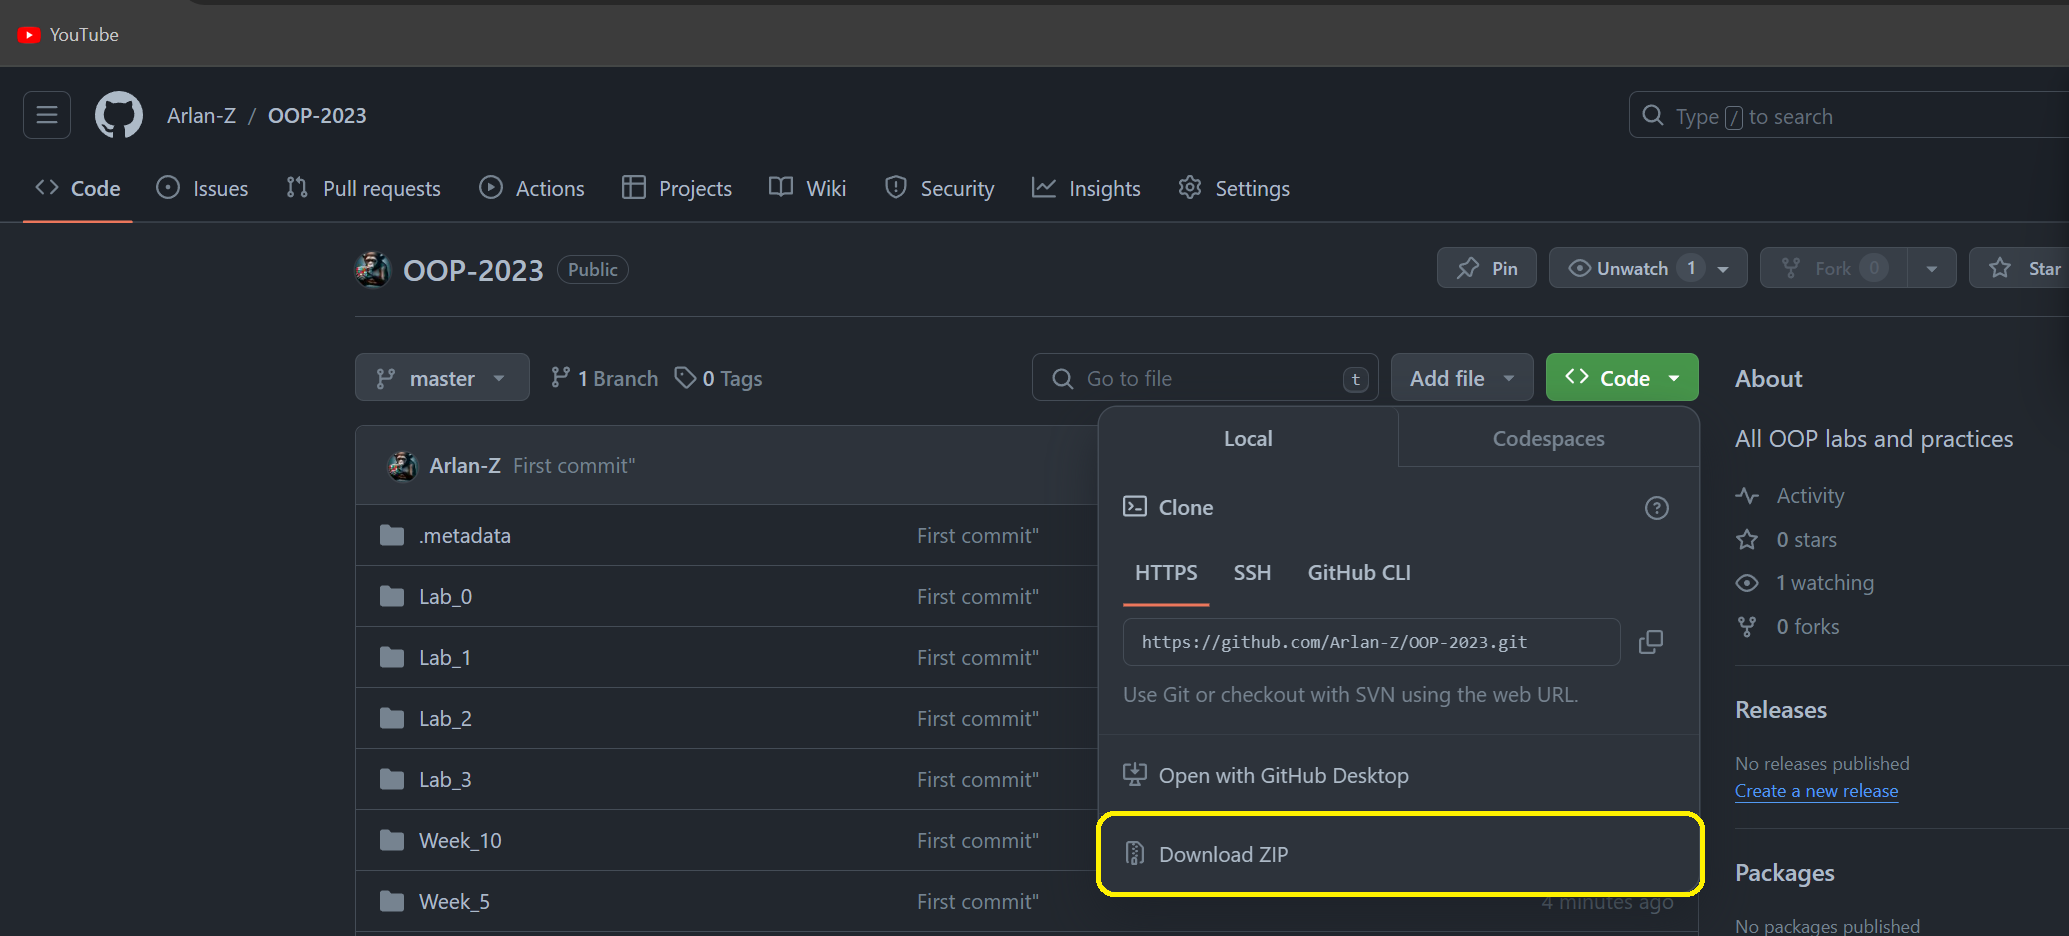 YouTube
Arlan-Z / OOP-2023
Type / to search
Code Issues Pull requests Actions Projects Wiki Security Insights Settings
OOP-2023 Public
Pin Unwatch 1 Fork 0 Star
master 1 Branch 0 Tags Go to file t Add file Code
Arlan-Z First commit"
.metadata First commit"
Lab_0 First commit"
Lab_1 First commit"
Lab_2 First commit"
Lab_3 First commit"
Week_10 First commit"
Week_5 First commit" 4 minutes ago
Local Codespaces
Clone
HTTPS SSH GitHub CLI
https://github.com/Arlan-Z/OOP-2023.git
Use Git or checkout with SVN using the web URL.
Open with GitHub Desktop
Download ZIP
About
All OOP labs and practices
Activity
0 stars
1 watching
0 forks
Releases
No releases published
Create a new release
Packages
No packages published